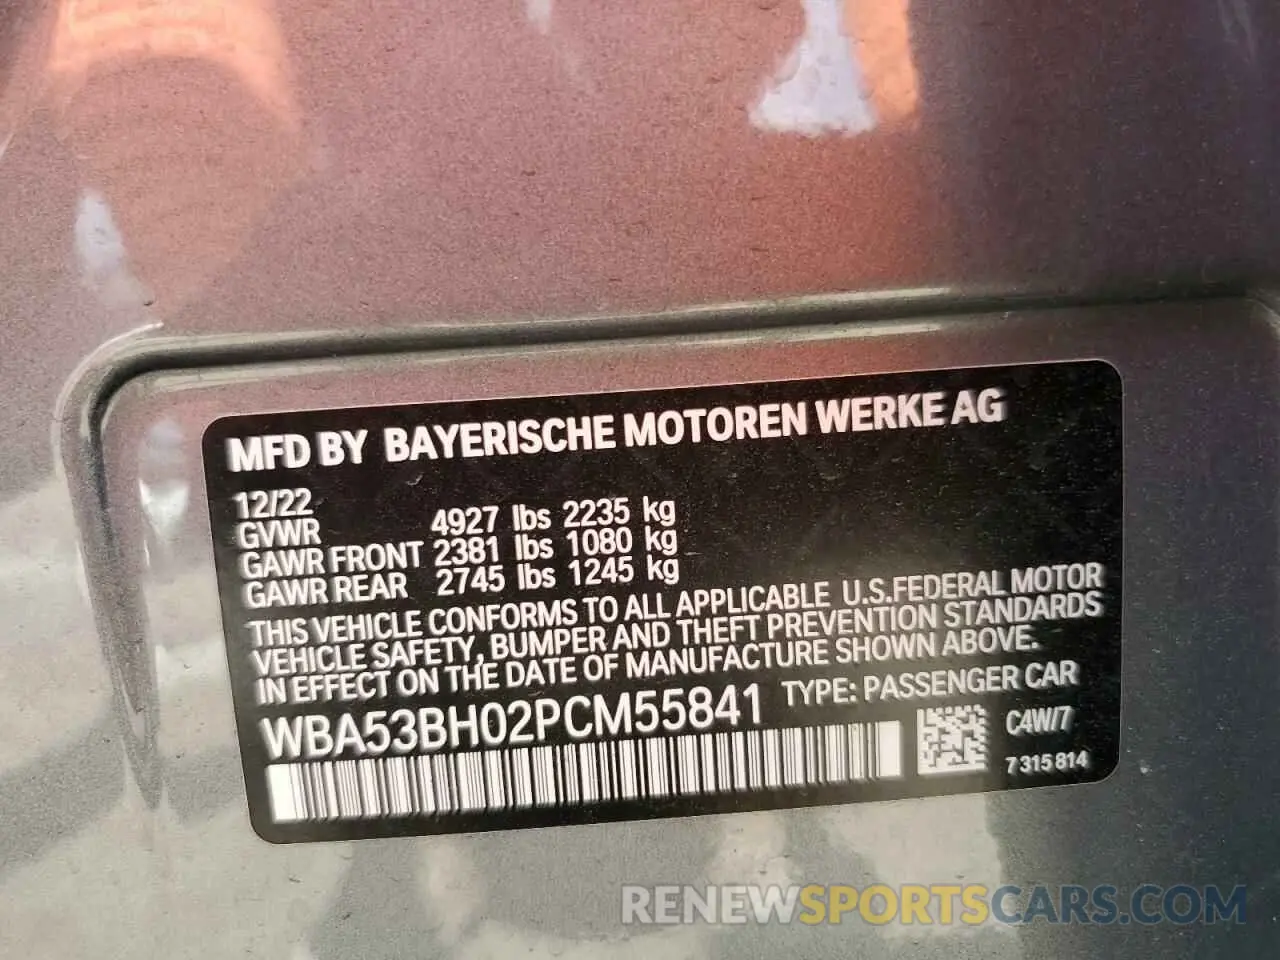 MFD BY BAYERISCHE MOTOREN WERKE AG
12/22
GVWR 4927 lbs 2235 kg
GAWR FRONT 2381 lbs 1080 kg
GAWR REAR 2745 lbs 1245 kg
THIS VEHICLE CONFORMS TO ALL APPLICABLE U.S.FEDERAL MOTOR
VEHICLE SAFETY, BUMPER AND THEFT PREVENTION STANDARDS
IN EFFECT ON THE DATE OF MANUFACTURE SHOWN ABOVE.
WBA53BH02PCM55841 TYPE: PASSENGER CAR
C4W/7
7 315 814
RENEWSPORTSCARS.COM